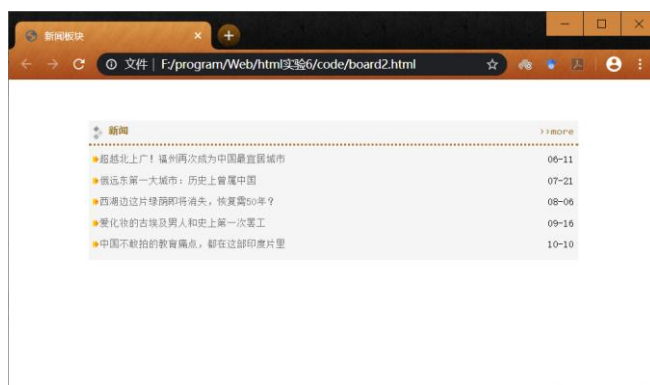 新闻板块
文件 | F:/program/Web/html实验6/code/board2.html
新闻 >>more
超越北上广！福州再次成为中国最宜居城市 06-11
俄远东第一大城市：历史上曾属中国 07-21
西湖边这片绿荫即将消失，恢复需50年？ 08-06
爱化妆的古埃及男人和史上第一次罢工 09-16
中国不敢拍的教育痛点，都在这部印度片里 10-10